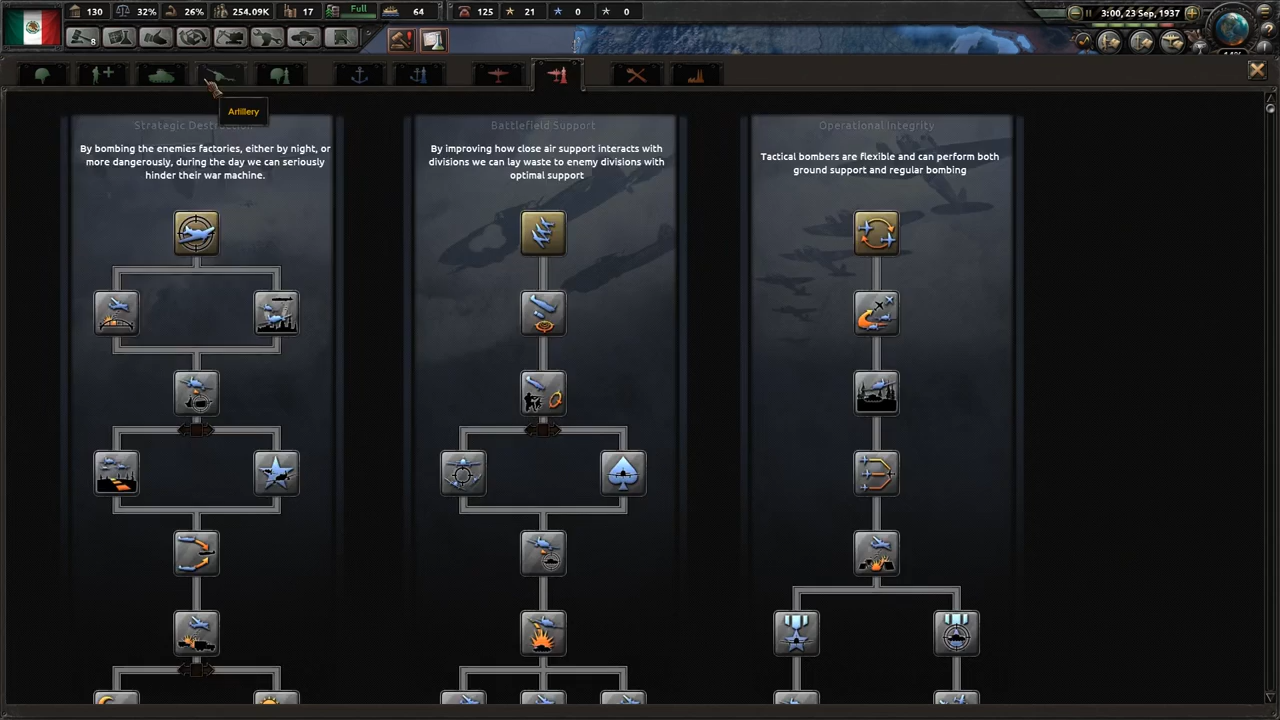 130 32% 26% 254.09K 17 Full 64 125 21 0 0 3:00, 23 Sep, 1937
8
Artillery
Strategic Destruction
By bombing the enemies factories, either by night, or
more dangerously, during the day we can seriously
hinder their war machine.
Battlefield Support
By improving how close air support interacts with
divisions we can lay waste to enemy divisions with
optimal support
Operational Integrity
Tactical bombers are flexible and can perform both
ground support and regular bombing